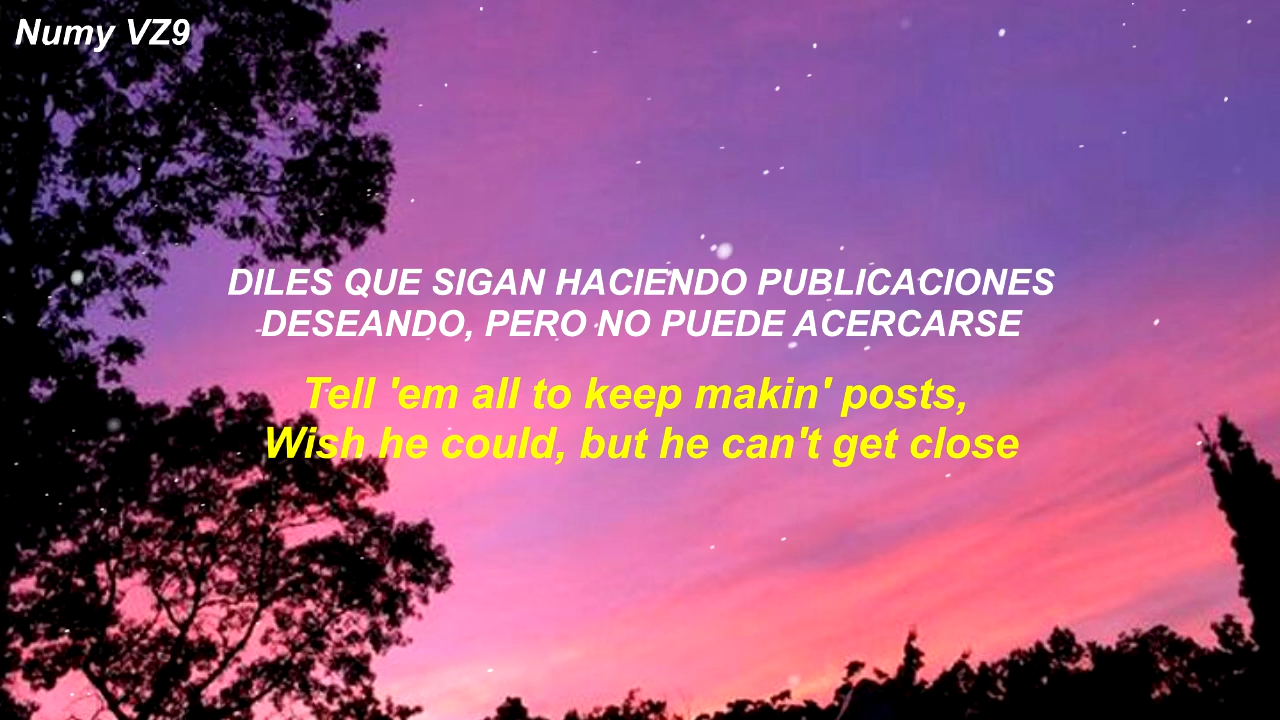 Numy VZ9
DILES QUE SIGAN HACIENDO PUBLICACIONES
DESEANDO, PERO NO PUEDE ACERCARSE
Tell 'em all to keep makin' posts,
Wish he could, but he can't get close